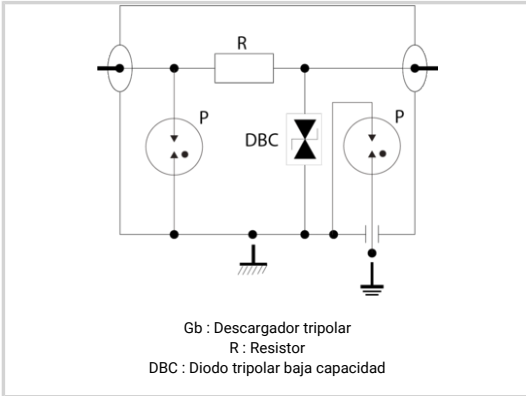 R
P
DBC
P
Gb : Descargador tripolar
R : Resistor
DBC : Diodo tripolar baja capacidad